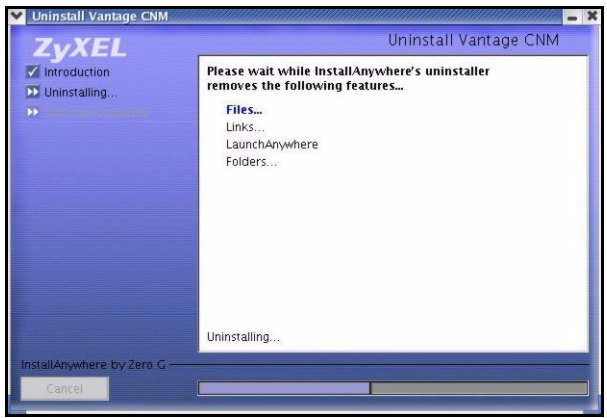 Uninstall Vantage CNM
ZyXEL
Uninstall Vantage CNM
Introduction
Uninstalling...
Please wait while InstallAnywhere's uninstaller
removes the following features...
Files...
Links...
LaunchAnywhere
Folders...
Uninstalling...
InstallAnywhere by Zero G
Cancel